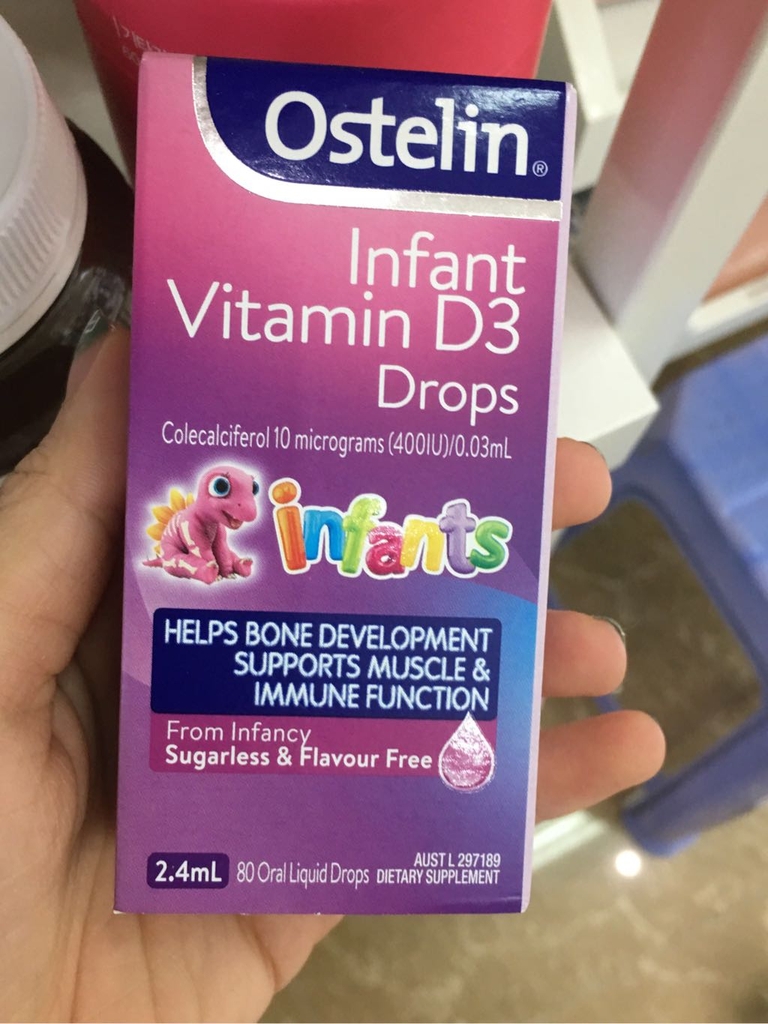 Ostelin®
Infant
Vitamin D3
Drops
Colecalciferol 10 micrograms (400IU)/0.03mL
infants
HELPS BONE DEVELOPMENT
SUPPORTS MUSCLE &
IMMUNE FUNCTION
From Infancy
Sugarless & Flavour Free
2.4mL 80 Oral Liquid Drops
AUST L 297189
DIETARY SUPPLEMENT